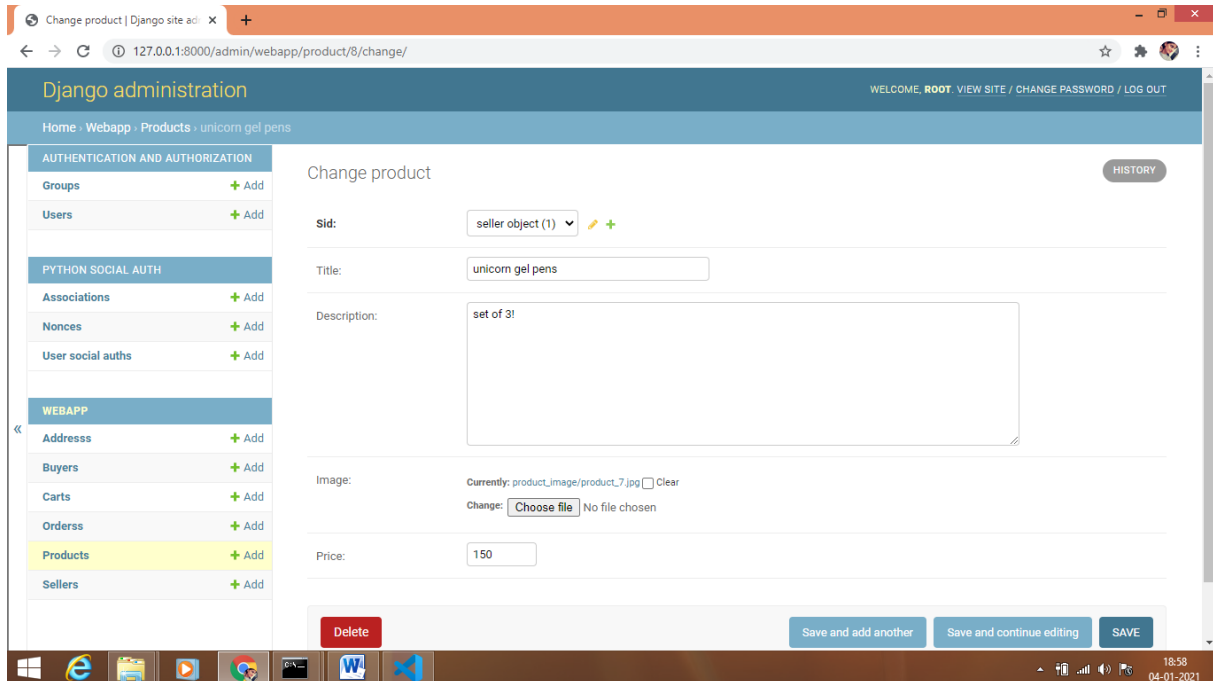 Change product | Django site ad
127.0.0.1:8000/admin/webapp/product/8/change/
Django administration
WELCOME, ROOT. VIEW SITE / CHANGE PASSWORD / LOG OUT
Home › Webapp › Products › unicorn gel pens
AUTHENTICATION AND AUTHORIZATION
Groups + Add
Users + Add
PYTHON SOCIAL AUTH
Associations + Add
Nonces + Add
User social auths + Add
WEBAPP
Addresss + Add
Buyers + Add
Carts + Add
Orderss + Add
Products + Add
Sellers + Add
«
Change product
HISTORY
Sid: seller object (1)
Title: unicorn gel pens
Description: set of 3!
Image: Currently: product_image/product_7.jpg Clear
Change: Choose file No file chosen
Price: 150
Delete Save and add another Save and continue editing SAVE
18:58
04-01-2021